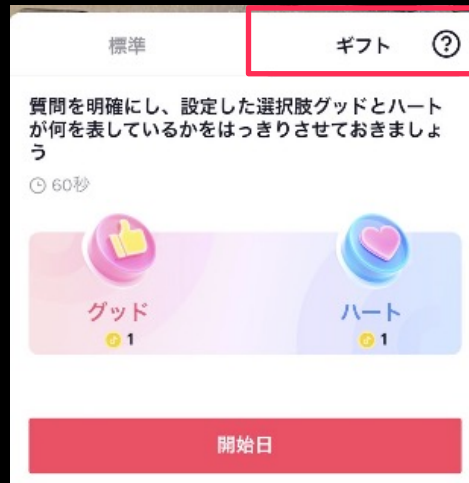 標準
ギフト ?
質問を明確にし、設定した選択肢グッドとハート
が何を表しているかをはっきりさせておきましょ
う
60秒
グッド
ハート
1
1
開始日